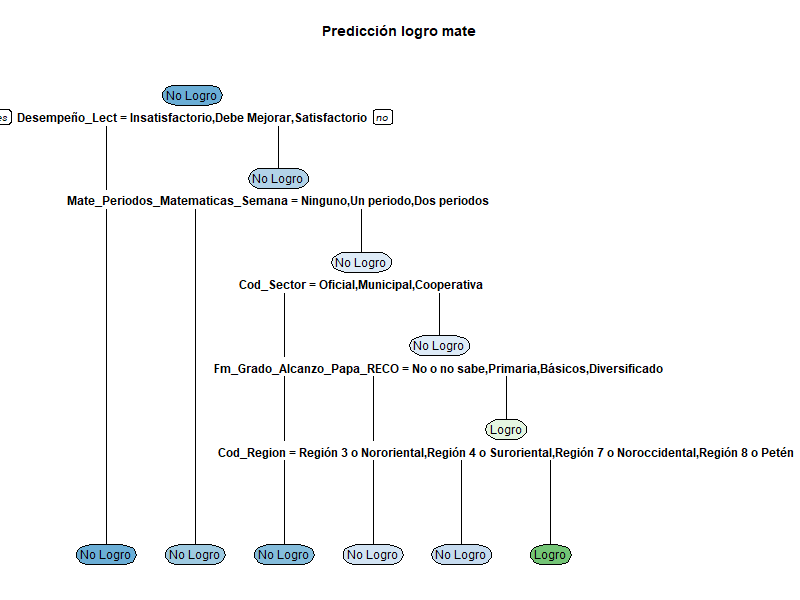 Predicción logro mate
No Logro
es Desempeño_Lect = Insatisfactorio,Debe Mejorar,Satisfactorio no
No Logro
Mate_Periodos_Matematicas_Semana = Ninguno,Un periodo,Dos periodos
No Logro
Cod_Sector = Oficial,Municipal,Cooperativa
No Logro
Fm_Grado_Alcanzo_Papa_RECO = No o no sabe,Primaria,Básicos,Diversificado
Logro
Cod_Region = Región 3 o Nororiental,Región 4 o Suroriental,Región 7 o Noroccidental,Región 8 o Petén
No Logro No Logro No Logro No Logro No Logro Logro